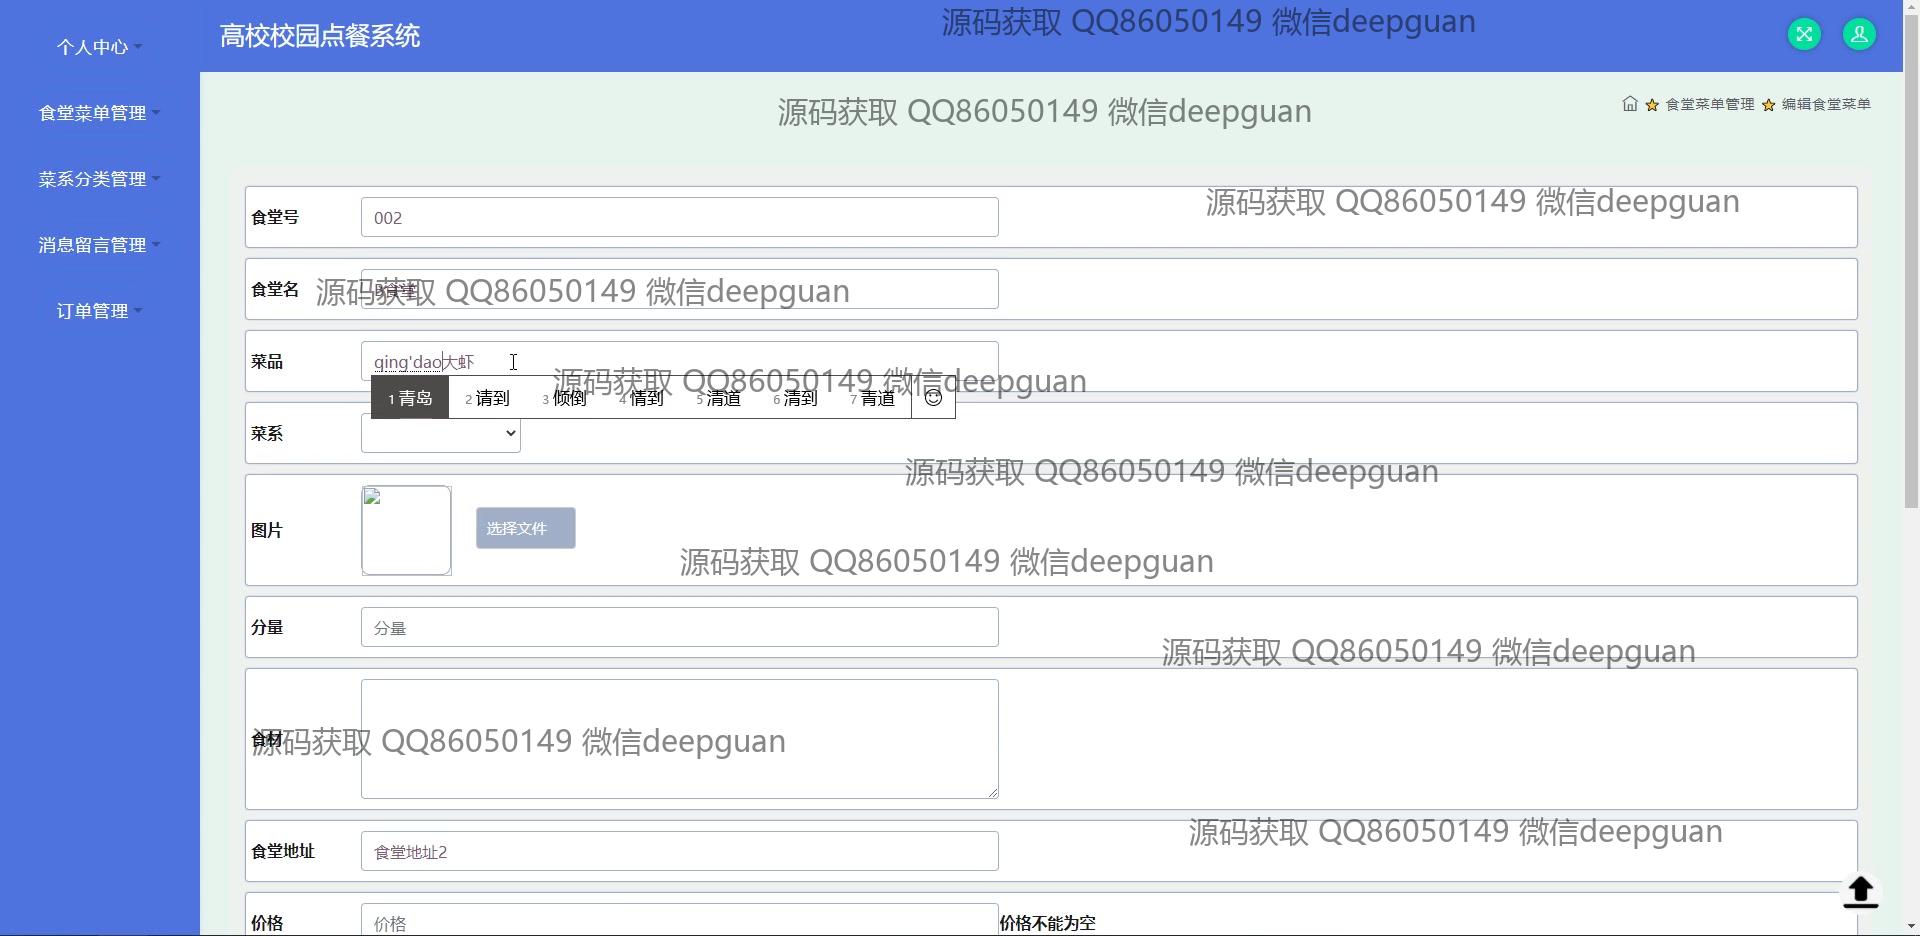 个人中心
食堂菜单管理
菜系分类管理
消息留言管理
订单管理
高校校园点餐系统
源码获取 QQ86050149 微信deepguan
源码获取 QQ86050149 微信deepguan
食堂菜单管理 编辑食堂菜单
食堂号 002
源码获取 QQ86050149 微信deepguan
食堂名
源码获取 QQ86050149 微信deepguan
菜品 qing'dao大虾
源码获取 QQ86050149 微信deepguan
1 青岛 2 请到 3 倾倒 4 情到 5 清道 6 清到 7 青道
菜系
源码获取 QQ86050149 微信deepguan
图片 选择文件
源码获取 QQ86050149 微信deepguan
分量 分量
源码获取 QQ86050149 微信deepguan
食材
源码获取 QQ86050149 微信deepguan
源码获取 QQ86050149 微信deepguan
食堂地址 食堂地址2
价格 价格 价格不能为空